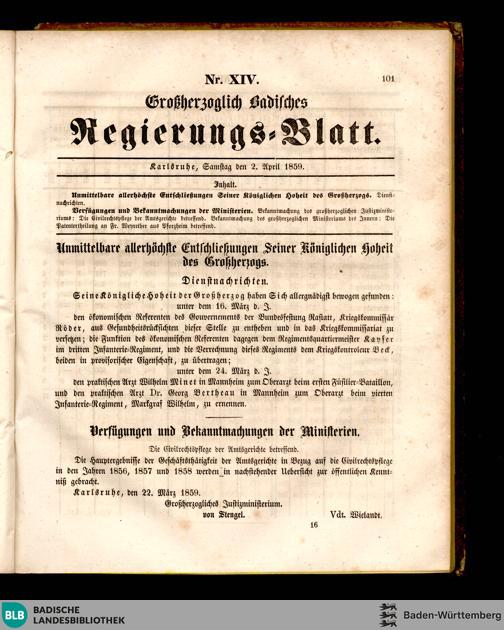 Nr. XIV.
101
Großherzoglich Badisches
Regierungs-Blatt.
Karlsruhe, Samstag den 2. April 1859.
Inhalt.
Unmittelbare allerhöchste Entschließungen Seiner Königlichen Hoheit des Großherzogs. Dienst-
nachrichten.
Verfügungen und Bekanntmachungen der Ministerien. Bekanntmachung des großherzoglichen Justizministe-
riums: Die Civilrechtspflege der Amtsgerichte betreffend. Bekanntmachung des großherzoglichen Ministeriums des Innern: Die
Patentertheilung an Fr. betreffend.
Unmittelbare allerhöchste Entschließungen Seiner Königlichen Hoheit
des Großherzogs.
Dienstnachrichten.
Seine Königliche Hoheit der Großherzog haben Sich allergnädigst bewogen gefunden:
unter dem 16. März d. J.
den ökonomischen Referenten des Gouvernements der Bundesfestung Rastatt, Kriegskommissär
Röder, aus Gesundheitsrücksichten dieser Stelle zu entheben und in das Kriegskommissariat zu
versetzen; die Funktion des ökonomischen Referenten dagegen dem Regimentsquartiermeister Kayser
im dritten Infanterie-Regiment, und die Verrechnung dieses Regiments dem Kriegskontroleur Beck,
beiden in provisorischer Eigenschaft, zu übertragen;
unter dem 24. März d. J.
den praktischen Arzt Wilhelm Minet in Mannheim zum Oberarzt beim ersten Füsilier-Bataillon,
und den praktischen Arzt Dr. Georg Bertheau in Mannheim zum Oberarzt beim vierten
Infanterie-Regiment, Markgraf Wilhelm, zu ernennen.
Verfügungen und Bekanntmachungen der Ministerien.
Die Civilrechtspflege der Amtsgerichte betreffend.
Die Hauptergebnisse der Geschäftsthätigkeit der Amtsgerichte in Bezug auf die Civilrechtspflege
in den Jahren 1856, 1857 und 1858 werden in nachstehender Uebersicht zur öffentlichen Kennt-
niß gebracht.
Karlsruhe, den 22. März 1859.
Großherzogliches Justizministerium.
von Stengel.
Vdt. Wielandt.
16
BLB
BADISCHE
LANDESBIBLIOTHEK
Baden-Württemberg